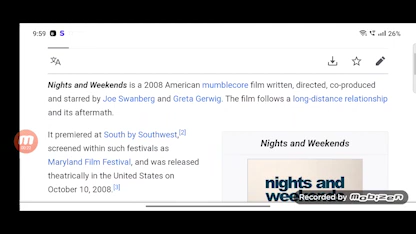 9:59 S 26%
Nights and Weekends is a 2008 American mumblecore film written, directed, co-produced
and starred by Joe Swanberg and Greta Gerwig. The film follows a long-distance relationship
and its aftermath.
It premiered at South by Southwest,[2]
screened within such festivals as
Maryland Film Festival, and was released
theatrically in the United States on
October 10, 2008.[3]
Nights and Weekends
nights and
weekends
Recorded by Mobizen